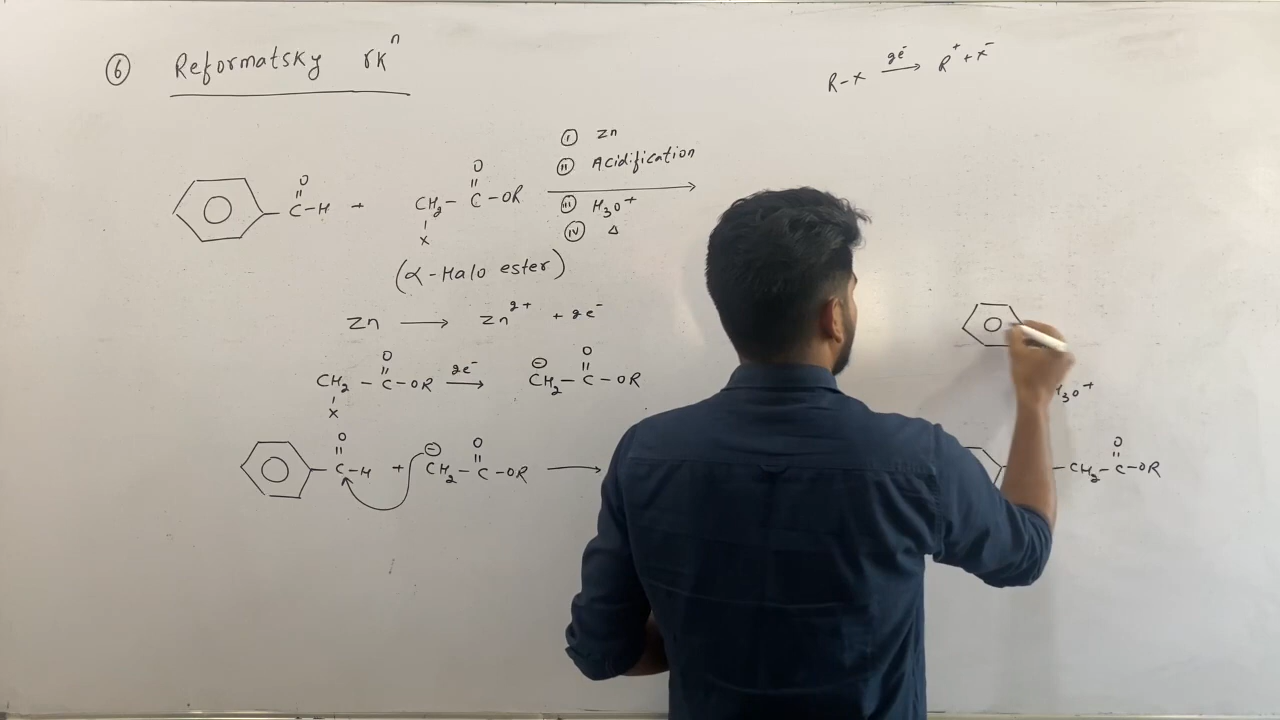 ⑥ Reformatsky rxⁿ
R-X 2e⁻ → R⁺ + X⁻
O
C-H + CH₂-C-OR
O
X
(α-Halo ester)
ⓘ Zn
ⓘⓘ Acidification
ⓘⓘⓘ H₃O⁺
ⓘⓥ Δ
Zn → Zn²⁺ + 2e⁻
O
CH₂-C-OR 2e⁻ →
X
O
⊖CH₂-C-OR
O
C-H + ⊖CH₂-C-OR →
O
H₃O⁺
O
-CH₂-C-OR